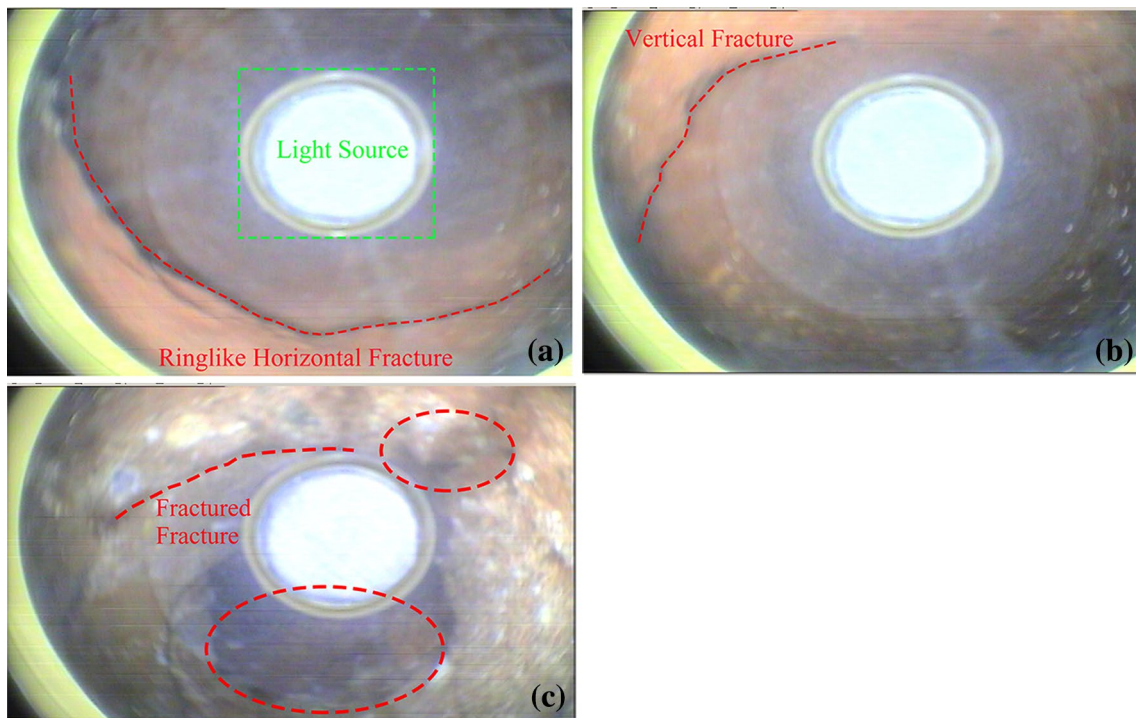 Light Source
Ringlike Horizontal Fracture
(a)
Vertical Fracture
(b)
Fractured
Fracture
(c)